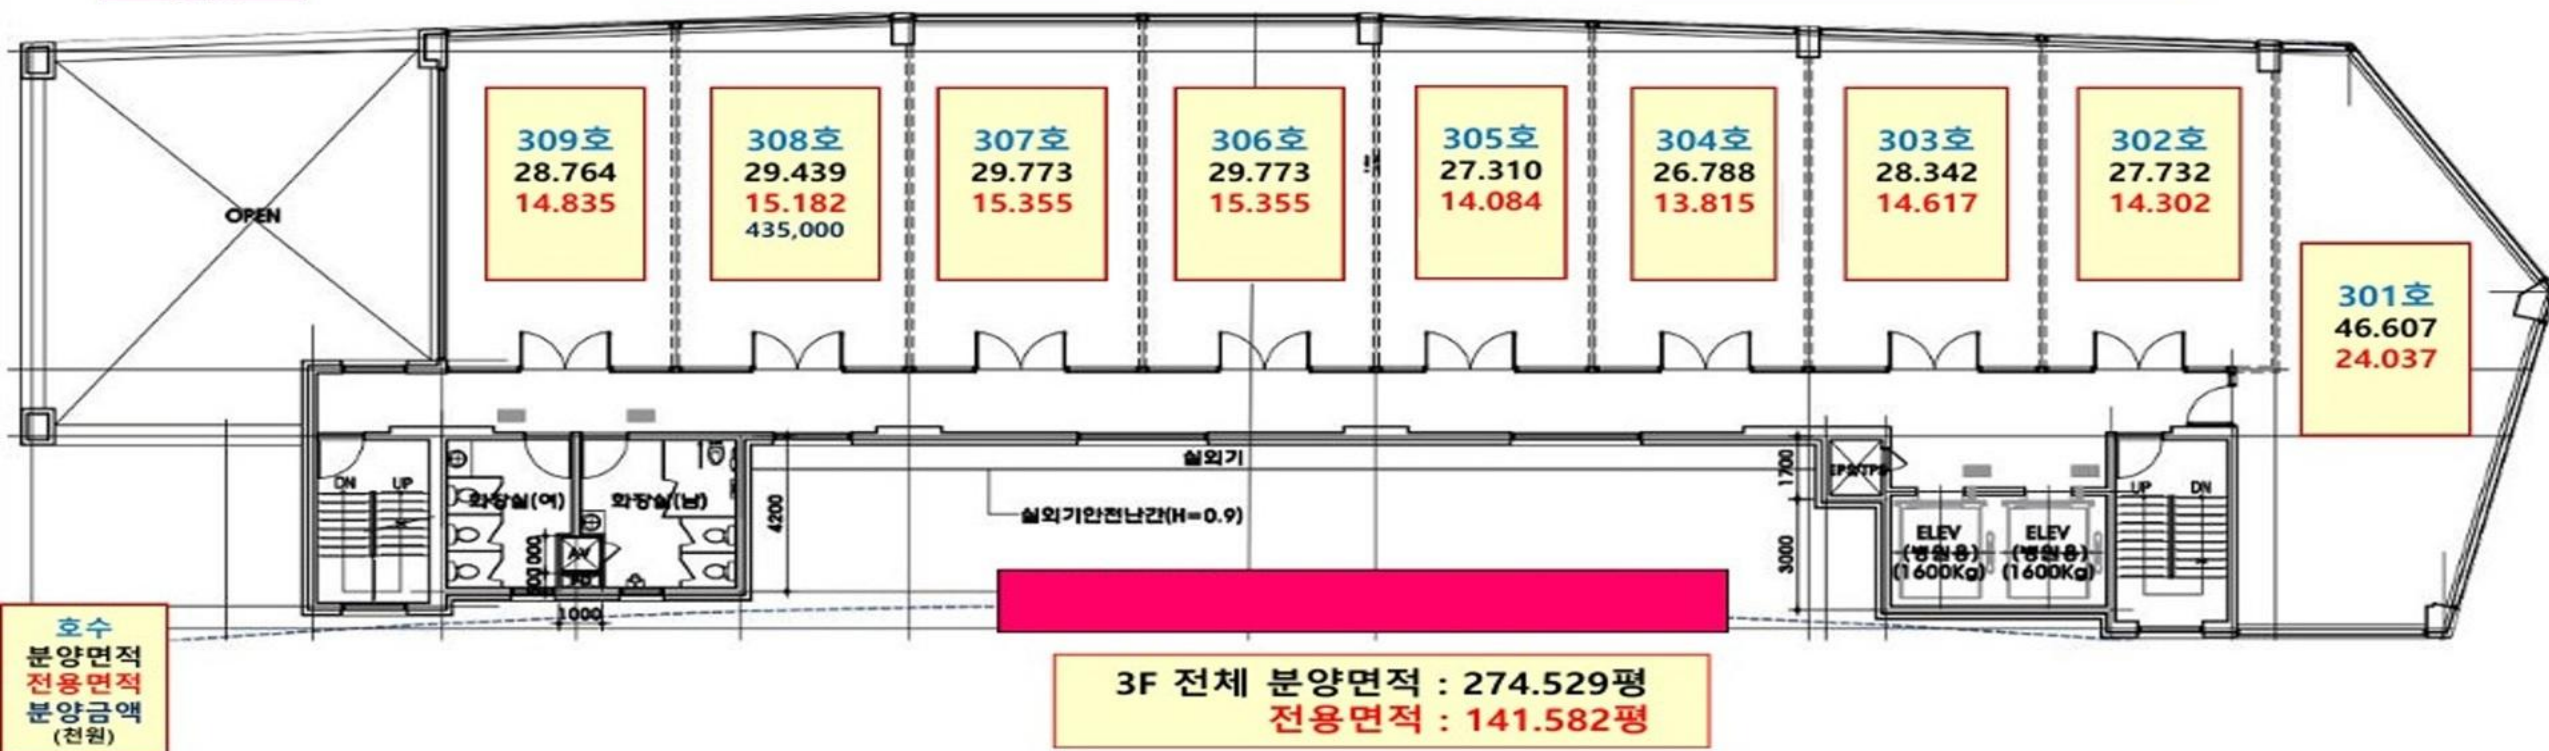 309호
28.764
14.835
308호
29.439
15.182
435,000
307호
29.773
15.355
306호
29.773
15.355
305호
27.310
14.084
304호
26.788
13.815
303호
28.342
14.617
302호
27.732
14.302
301호
46.607
24.037
OPEN
DN UP
화장실(여)
화장실(남)
AV
1000
4200
실외기
실외기안전난간(H=0.9)
1700
3000
EPS/TPS
ELEV
(병원용)
(1600Kg)
ELEV
(병원용)
(1600Kg)
UP DN
호수
분양면적
전용면적
분양금액
(천원)
3F 전체 분양면적 : 274.529평
전용면적 : 141.582평